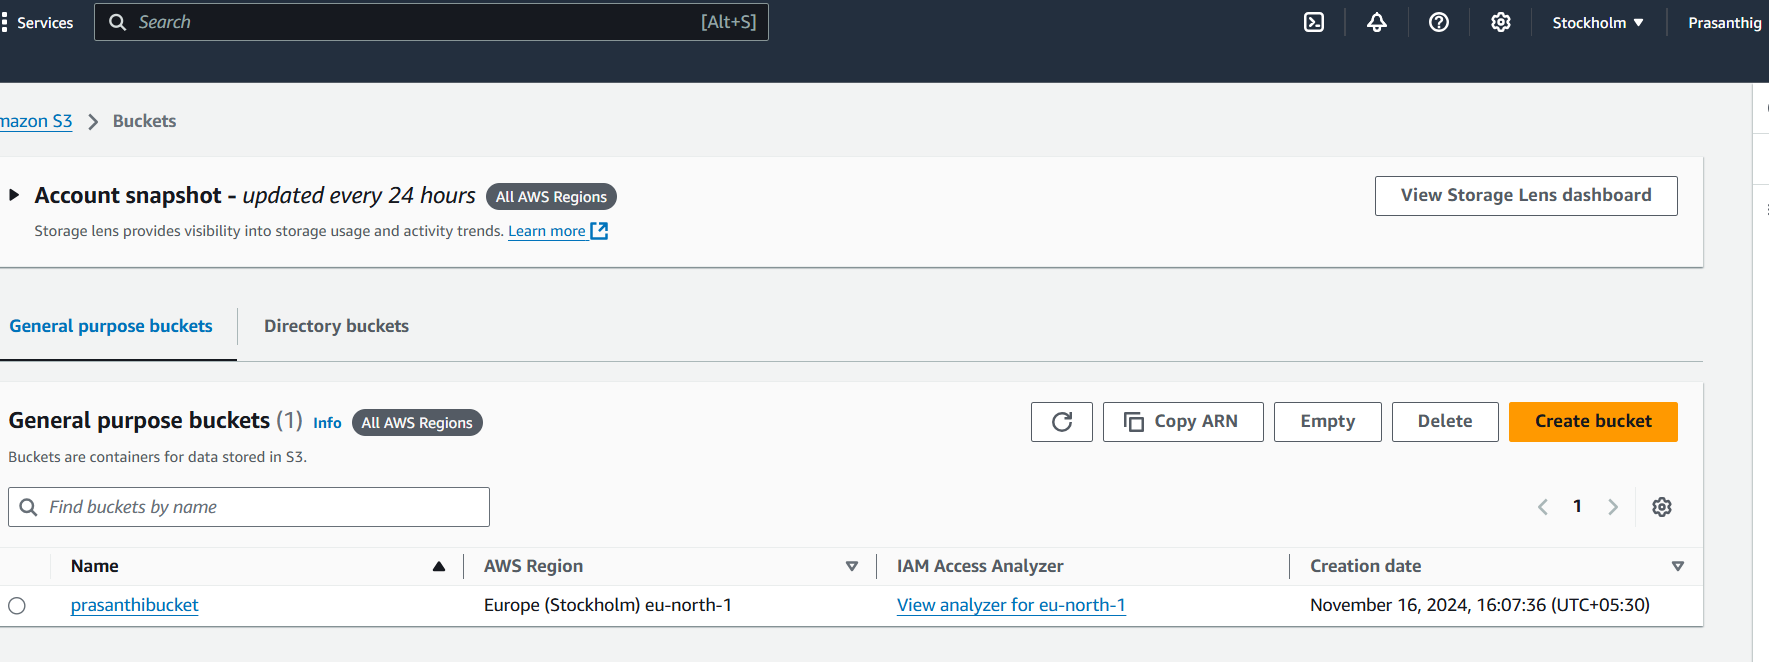 Services
Search [Alt+S]
Stockholm ▼
Prasanthig
mazon S3 > Buckets
Account snapshot - updated every 24 hours All AWS Regions
View Storage Lens dashboard
Storage lens provides visibility into storage usage and activity trends. Learn more
General purpose buckets Directory buckets
General purpose buckets (1) Info All AWS Regions
Copy ARN Empty Delete Create bucket
Buckets are containers for data stored in S3.
Find buckets by name
< 1 >
Name AWS Region IAM Access Analyzer Creation date
prasanthibucket Europe (Stockholm) eu-north-1 View analyzer for eu-north-1 November 16, 2024, 16:07:36 (UTC+05:30)